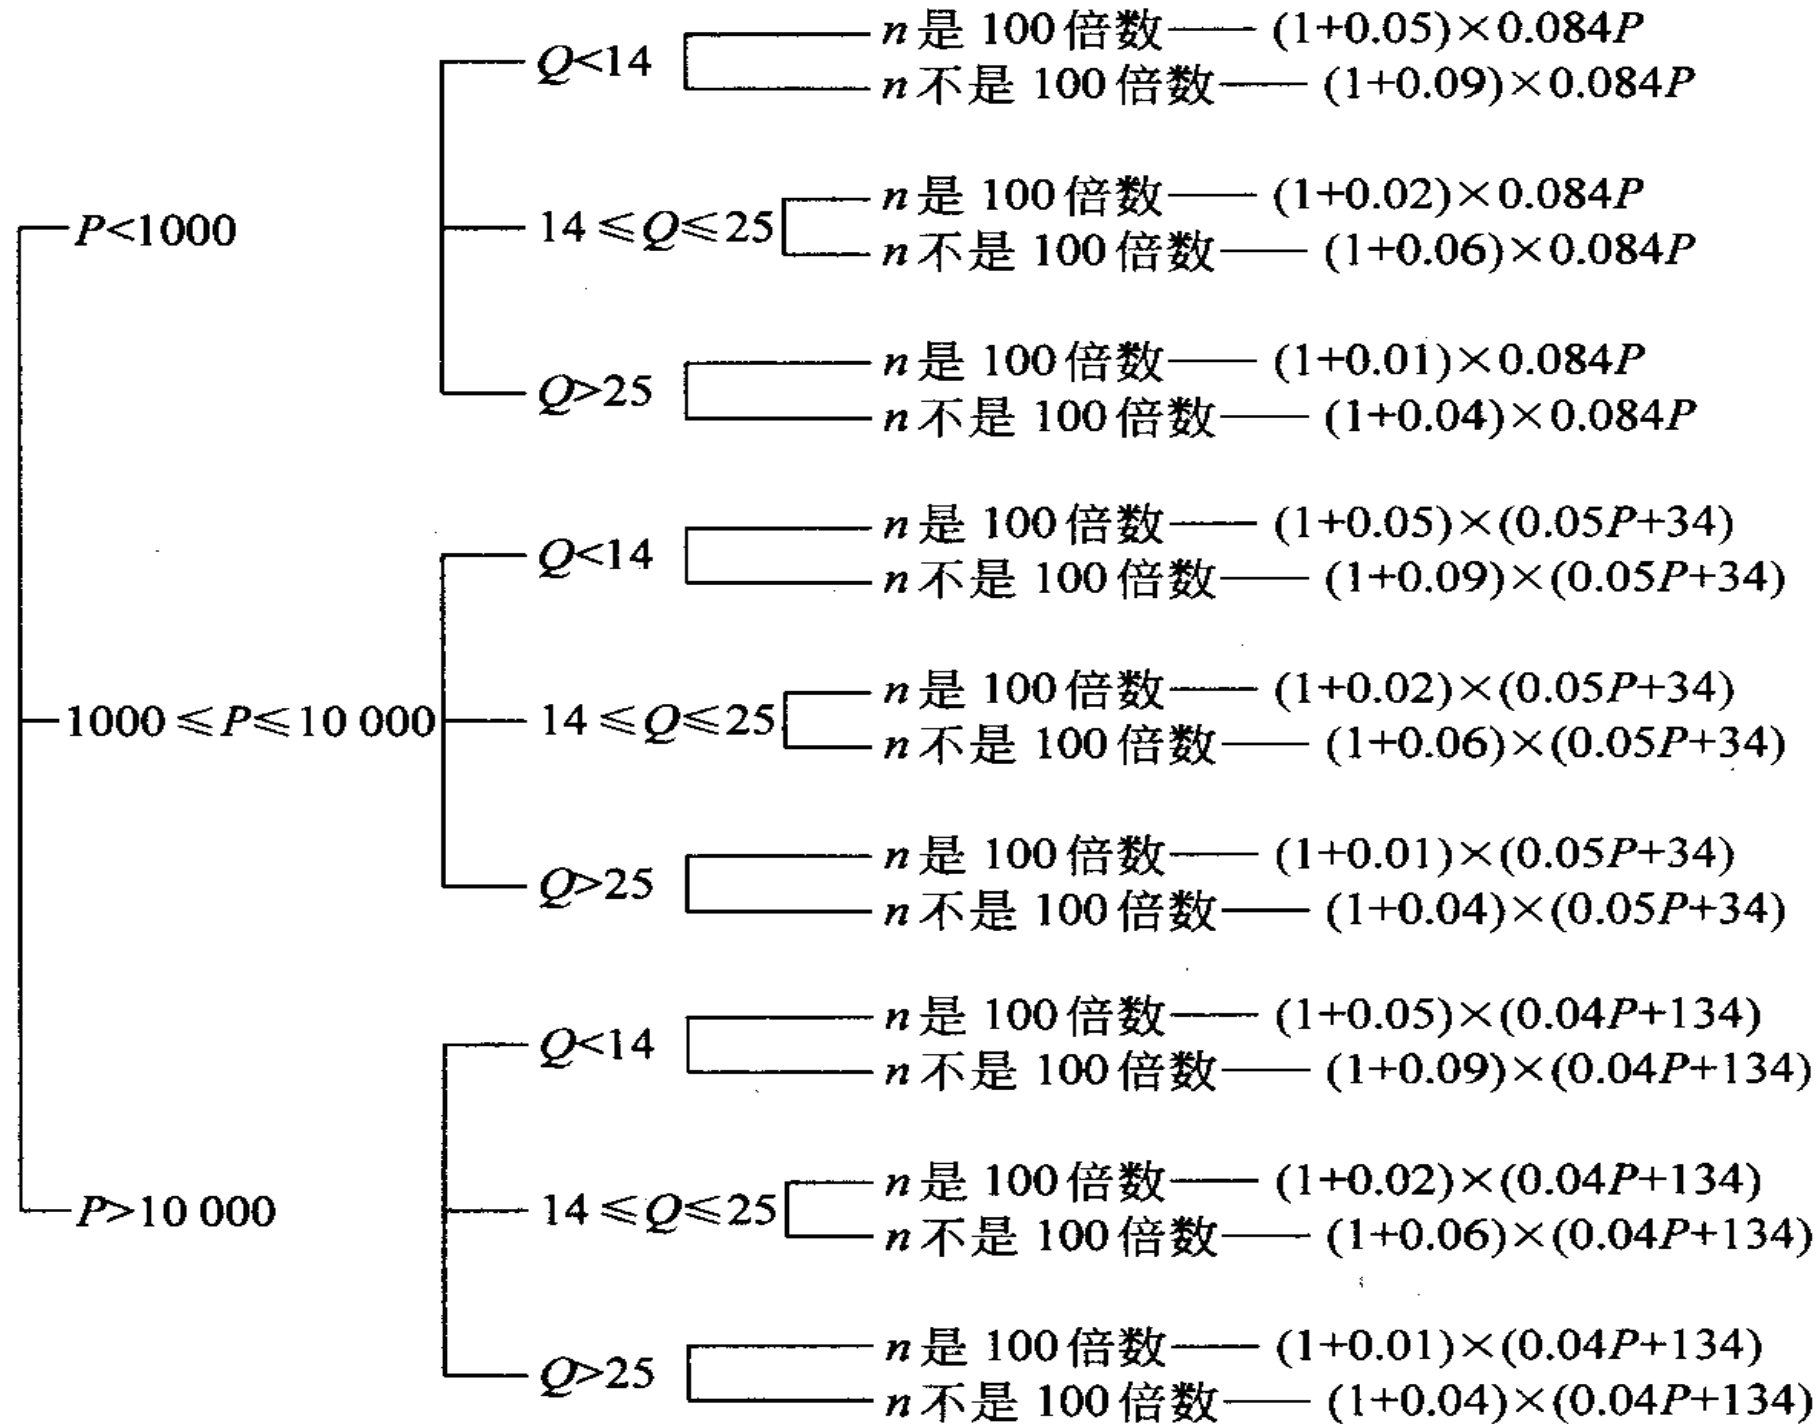 n是 100倍数—— (1+0.05)×0.084P
Q<14
n不是 100倍数—— (1+0.09)×0.084P
n是 100倍数—— (1+0.02)×0.084P
P<1000 14≤Q≤25
n不是 100倍数—— (1+0.06)×0.084P
n是 100倍数—— (1+0.01)×0.084P
Q>25
n不是 100倍数—— (1+0.04)×0.084P
n是 100倍数—— (1+0.05)×(0.05P+34)
Q<14
n不是 100倍数—— (1+0.09)×(0.05P+34)
n是 100倍数—— (1+0.02)×(0.05P+34)
1000≤P≤10 000 14≤Q≤25
n不是 100倍数—— (1+0.06)×(0.05P+34)
n是 100倍数—— (1+0.01)×(0.05P+34)
Q>25
n不是 100倍数—— (1+0.04)×(0.05P+34)
n是 100倍数—— (1+0.05)×(0.04P+134)
Q<14
n不是 100倍数—— (1+0.09)×(0.04P+134)
n是 100倍数—— (1+0.02)×(0.04P+134)
P>10 000 14≤Q≤25
n不是 100倍数—— (1+0.06)×(0.04P+134)
n是 100倍数—— (1+0.01)×(0.04P+134)
Q>25
n不是 100倍数—— (1+0.04)×(0.04P+134)